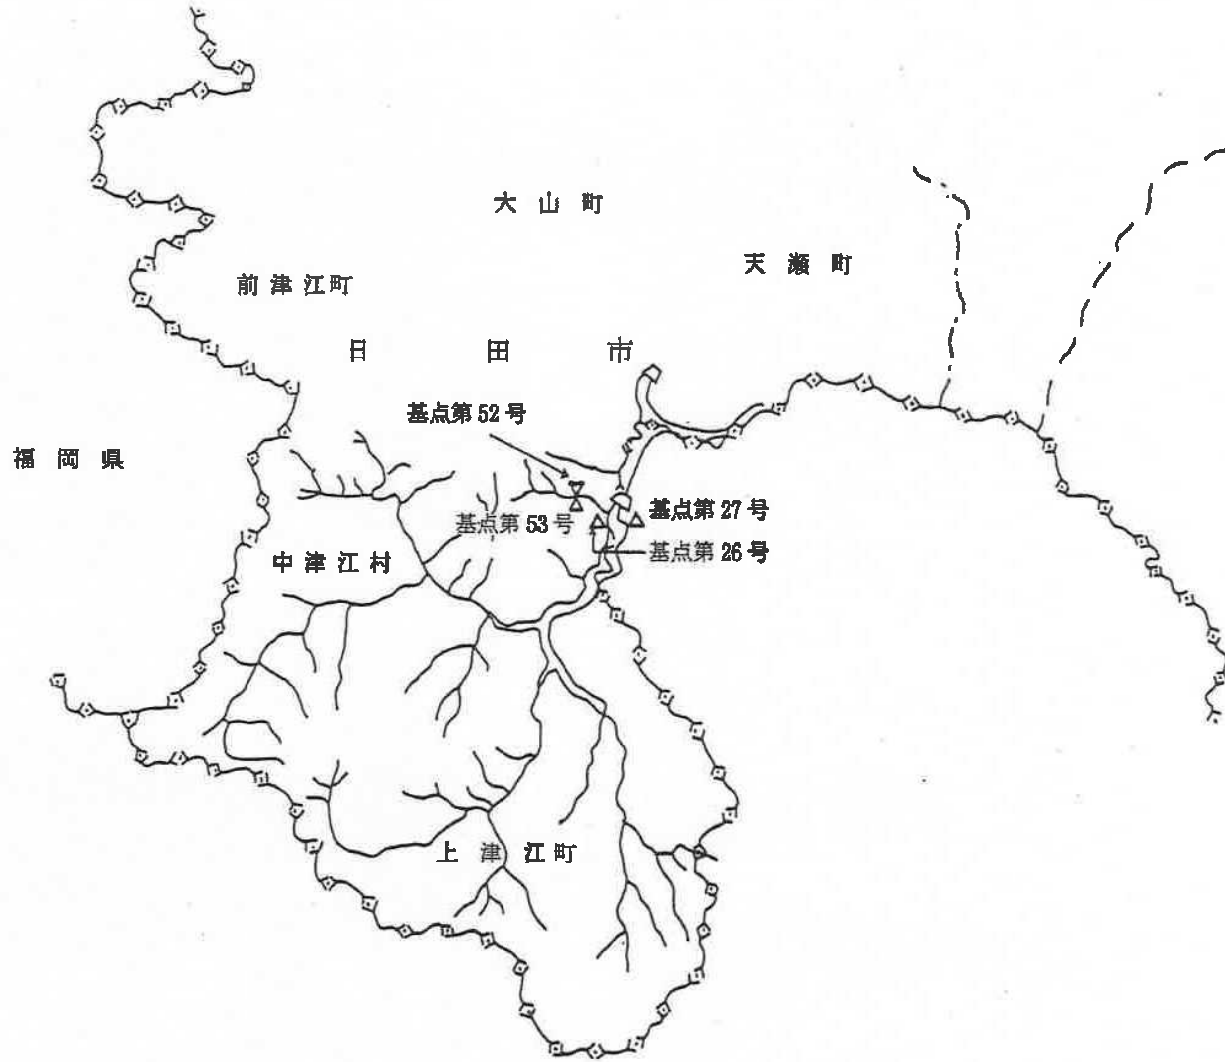 大山町
天瀬町
前津江町
日田市
基点第52号
福岡県
基点第27号
基点第53号
基点第26号
中津江村
上津江町